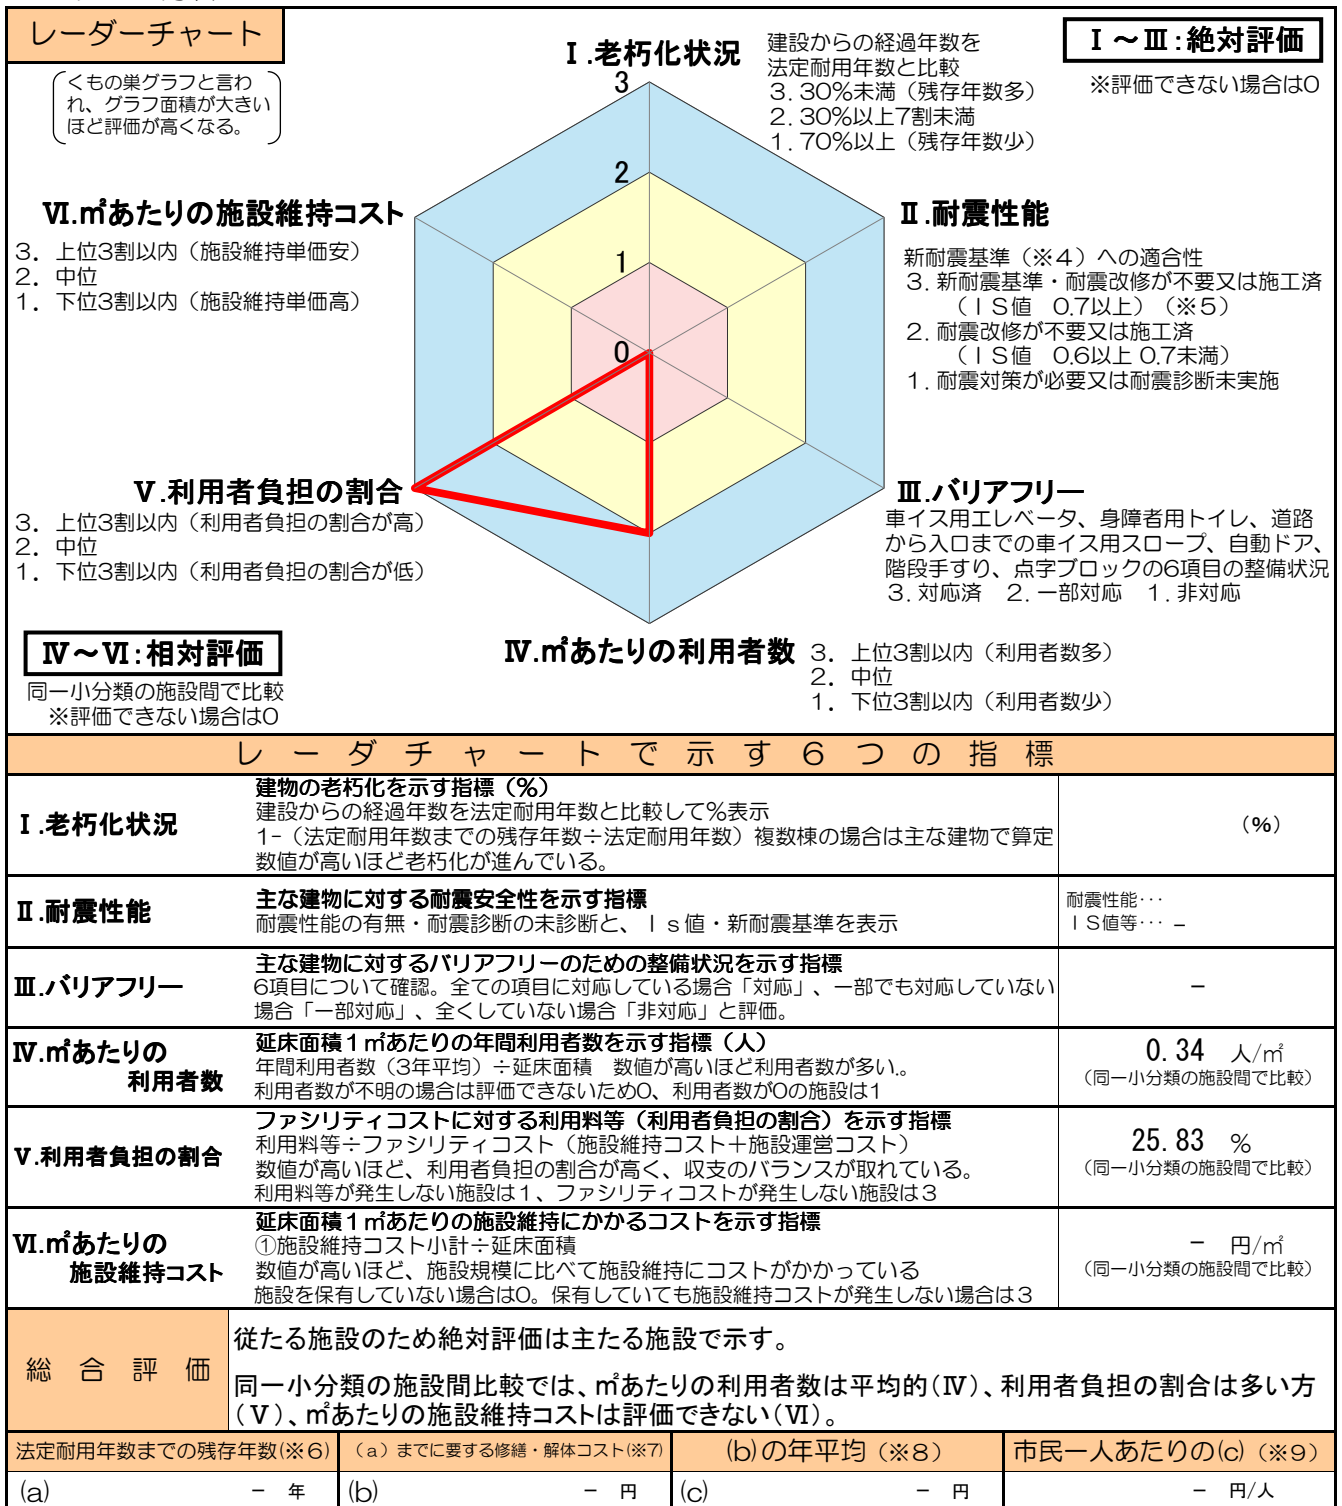 レーダーチャート
くもの巣グラフと言わ
れ、グラフ面積が大きい
ほど評価が高くなる。
Ⅰ～Ⅲ：絶対評価
※評価できない場合は0
Ⅰ.老朽化状況
建設からの経過年数を
法定耐用年数と比較
3. 30%未満（残存年数多）
2. 30%以上7割未満
1. 70%以上（残存年数少）
3
2
1
0
Ⅵ.㎡あたりの施設維持コスト
3. 上位3割以内（施設維持単価安）
2. 中位
1. 下位3割以内（施設維持単価高）
Ⅱ.耐震性能
新耐震基準（※4）への適合性
3. 新耐震基準・耐震改修が不要又は施工済
（ＩＳ値 0.7以上）（※5）
2. 耐震改修が不要又は施工済
（ＩＳ値 0.6以上 0.7未満）
1. 耐震対策が必要又は耐震診断未実施
Ⅴ.利用者負担の割合
3. 上位3割以内（利用者負担の割合が高）
2. 中位
1. 下位3割以内（利用者負担の割合が低）
Ⅲ.バリアフリー
車イス用エレベータ、身障者用トイレ、道路
から入口までの車イス用スロープ、自動ドア、
階段手すり、点字ブロックの6項目の整備状況
3. 対応済 2. 一部対応 1. 非対応
Ⅳ～Ⅵ：相対評価
同一小分類の施設間で比較
※評価できない場合は0
Ⅳ.㎡あたりの利用者数
3. 上位3割以内（利用者数多）
2. 中位
1. 下位3割以内（利用者数少）
レーダチャートで示す6つの指標
Ⅰ.老朽化状況
建物の老朽化を示す指標（%）
建設からの経過年数を法定耐用年数と比較して%表示
1-（法定耐用年数までの残存年数÷法定耐用年数）複数棟の場合は主な建物で算定
数値が高いほど老朽化が進んでいる。
（%）
Ⅱ.耐震性能
主な建物に対する耐震安全性を示す指標
耐震性能の有無・耐震診断の未診断と、Ｉｓ値・新耐震基準を表示
耐震性能…
ＩＳ値等… －
Ⅲ.バリアフリー
主な建物に対するバリアフリーのための整備状況を示す指標
6項目について確認。全ての項目に対応している場合「対応」、一部でも対応していない
場合「一部対応」、全くしていない場合「非対応」と評価。
－
Ⅳ.㎡あたりの
利用者数
延床面積１㎡あたりの年間利用者数を示す指標（人）
年間利用者数（3年平均）÷延床面積 数値が高いほど利用者数が多い。
利用者数が不明の場合は評価できないため0、利用者数が0の施設は1
0.34 人/㎡
（同一小分類の施設間で比較）
Ⅴ.利用者負担の割合
ファシリティコストに対する利用料等（利用者負担の割合）を示す指標
利用料等÷ファシリティコスト（施設維持コスト＋施設運営コスト）
数値が高いほど、利用者負担の割合が高く、収支のバランスが取れている。
利用料等が発生しない施設は１、ファシリティコストが発生しない施設は３
25.83 %
（同一小分類の施設間で比較）
Ⅵ.㎡あたりの
施設維持コスト
延床面積１㎡あたりの施設維持にかかるコストを示す指標
①施設維持コスト小計÷延床面積
数値が高いほど、施設規模に比べて施設維持にコストがかかっている
施設を保有していない場合は0。保有していても施設維持コストが発生しない場合は３
－ 円/㎡
（同一小分類の施設間で比較）
総合評価
従たる施設のため絶対評価は主たる施設で示す。
同一小分類の施設間比較では、㎡あたりの利用者数は平均的(Ⅳ)、利用者負担の割合は多い方
(Ⅴ)、㎡あたりの施設維持コストは評価できない(Ⅵ)。
法定耐用年数までの残存年数(※6)
（a）までに要する修繕・解体コスト(※7)
(b)の年平均（※8）
市民一人あたりの(c)（※9）
(a) － 年
(b) － 円
(c) － 円
－ 円/人